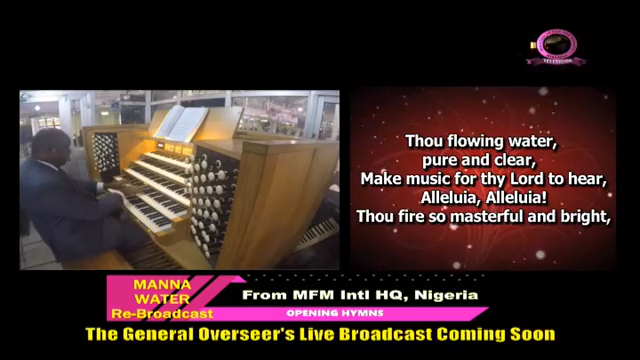 TELEVISION
Thou flowing water,
pure and clear,
Make music for thy Lord to hear,
Alleluia, Alleluia!
Thou fire so masterful and bright,
MANNA
WATER
Re-Broadcast
From MFM Intl HQ, Nigeria
OPENING HYMNS
The General Overseer's Live Broadcast Coming Soon